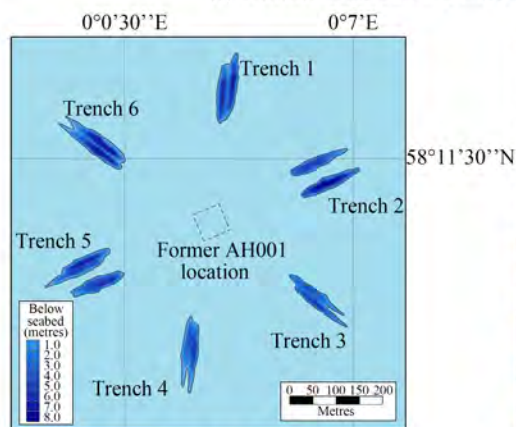 0°0'30''E
0°7'E
Trench 1
Trench 6
58°11'30''N
Trench 2
Trench 5
Former AH001
location
Below
seabed
(metres)
1.0
2.0
3.0
4.0
5.0
6.0
7.0
8.0
Trench 3
Trench 4
0 50 100 150 200
Metres